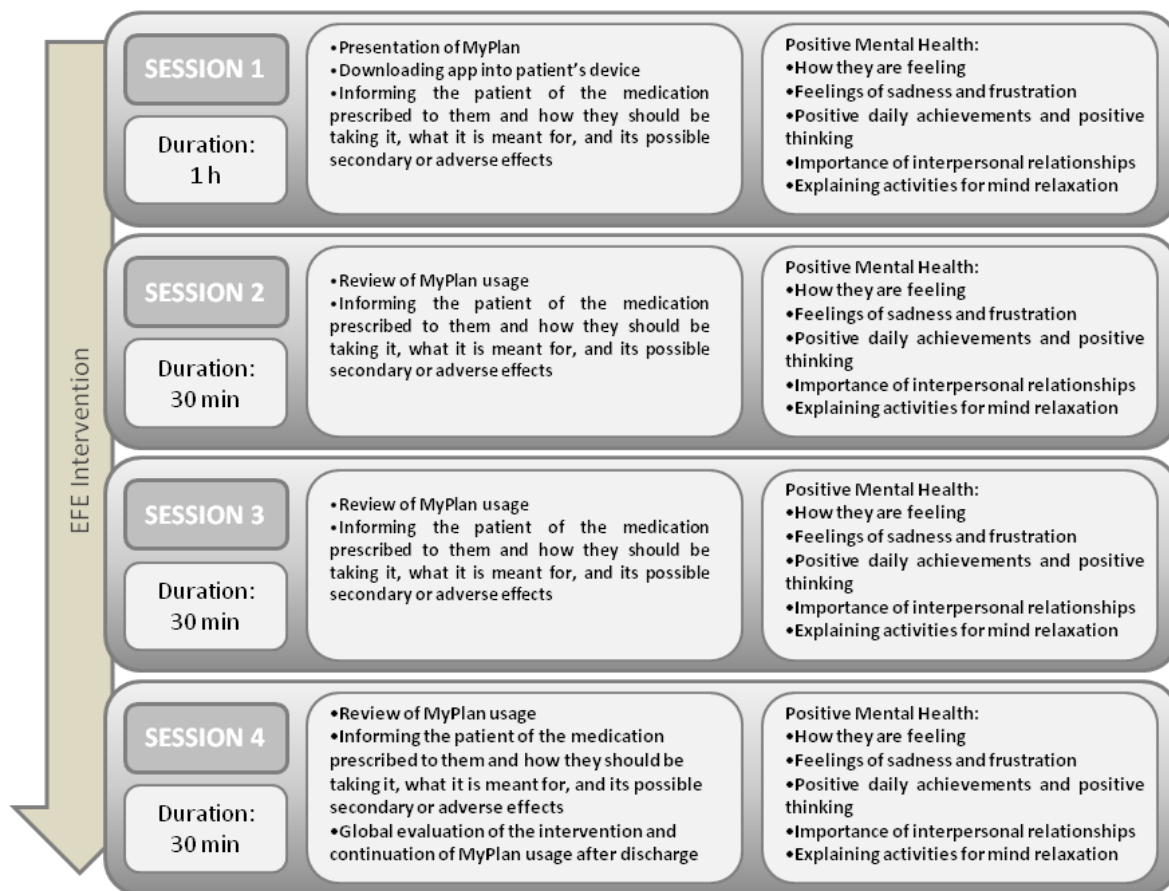 EFE Intervention
SESSION 1
Duration:
1 h
•Presentation of MyPlan
•Downloading app into patient's device
•Informing the patient of the medication
prescribed to them and how they should be
taking it, what it is meant for, and its possible
secondary or adverse effects
Positive Mental Health:
•How they are feeling
•Feelings of sadness and frustration
•Positive daily achievements and positive
thinking
•Importance of interpersonal relationships
•Explaining activities for mind relaxation
SESSION 2
Duration:
30 min
•Review of MyPlan usage
•Informing the patient of the medication
prescribed to them and how they should be
taking it, what it is meant for, and its possible
secondary or adverse effects
Positive Mental Health:
•How they are feeling
•Feelings of sadness and frustration
•Positive daily achievements and positive
thinking
•Importance of interpersonal relationships
•Explaining activities for mind relaxation
SESSION 3
Duration:
30 min
•Review of MyPlan usage
•Informing the patient of the medication
prescribed to them and how they should be
taking it, what it is meant for, and its possible
secondary or adverse effects
Positive Mental Health:
•How they are feeling
•Feelings of sadness and frustration
•Positive daily achievements and positive
thinking
•Importance of interpersonal relationships
•Explaining activities for mind relaxation
SESSION 4
Duration:
30 min
•Review of MyPlan usage
•Informing the patient of the medication
prescribed to them and how they should be
taking it, what it is meant for, and its possible
secondary or adverse effects
•Global evaluation of the intervention and
continuation of MyPlan usage after discharge
Positive Mental Health:
•How they are feeling
•Feelings of sadness and frustration
•Positive daily achievements and positive
thinking
•Importance of interpersonal relationships
•Explaining activities for mind relaxation